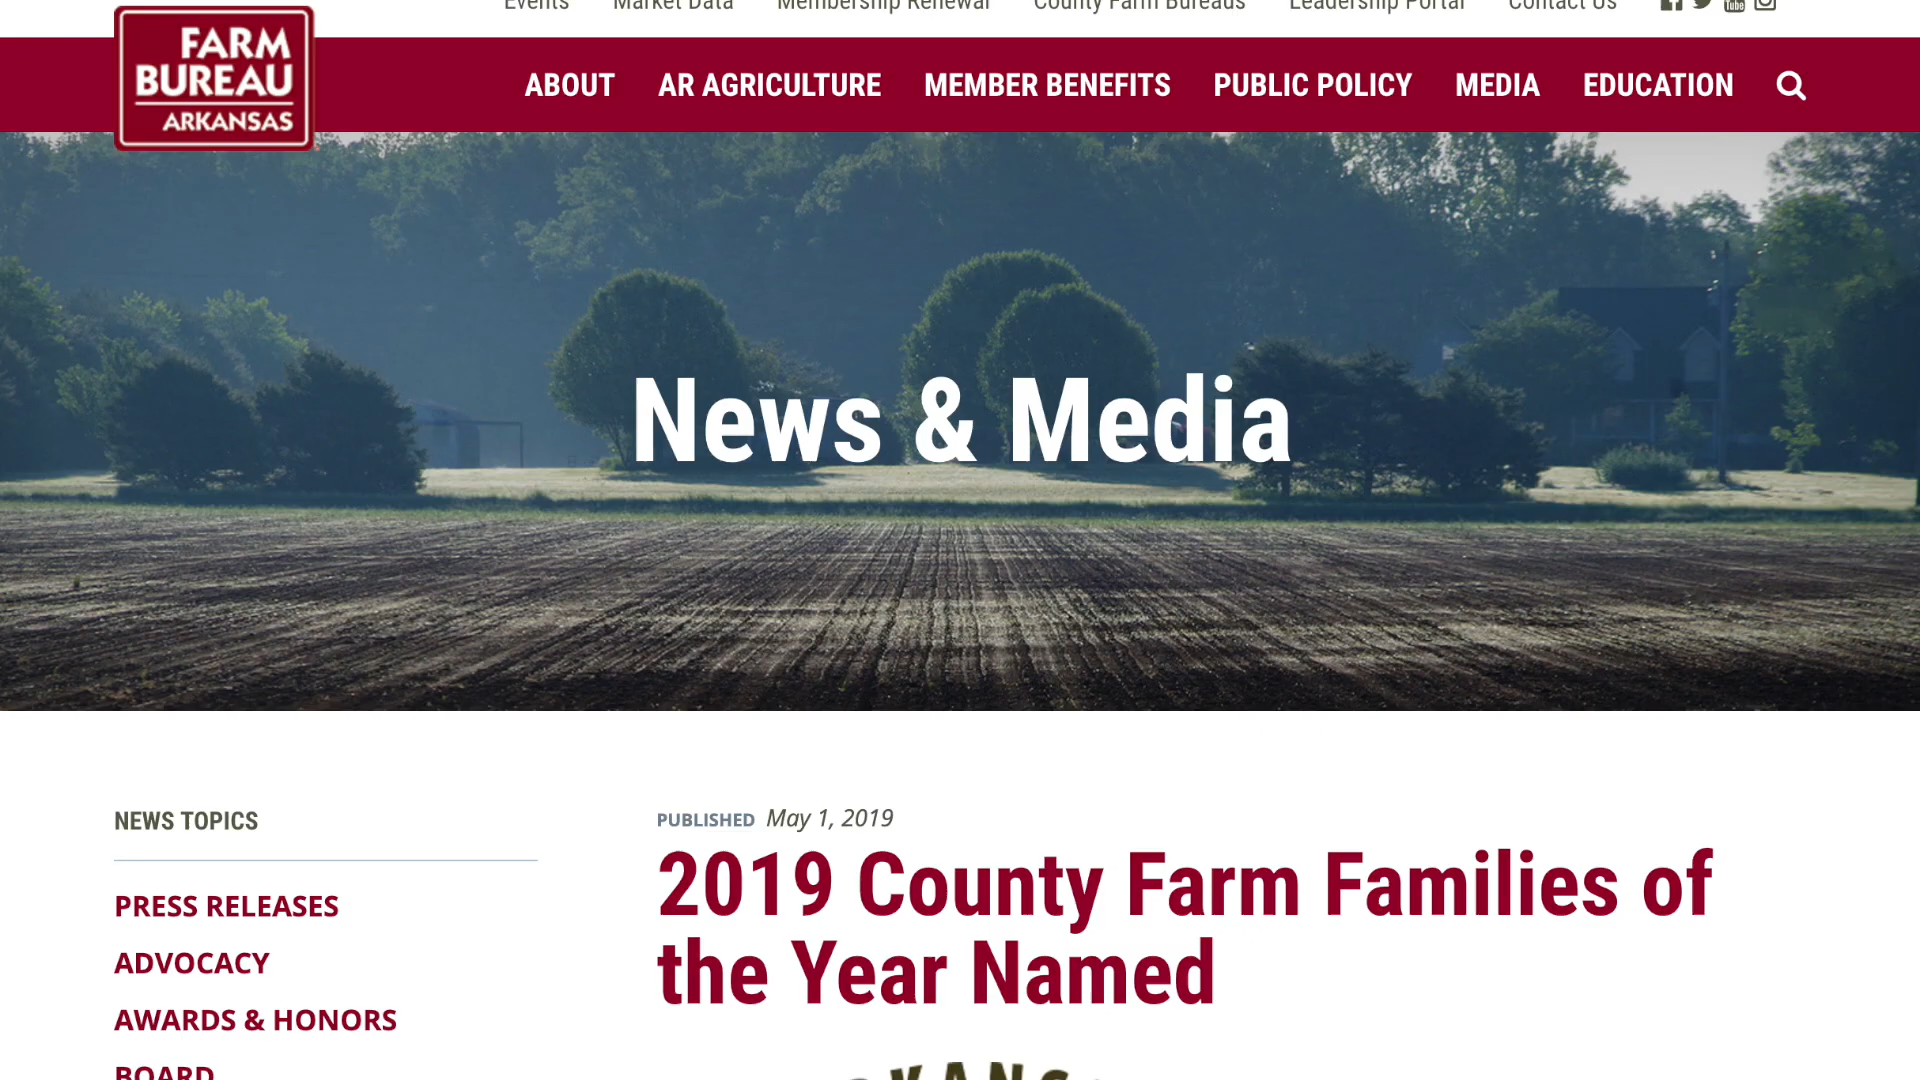 Events Market Data Membership Renewal County Farm Bureaus Leadership Portal Contact Us
FARM
BUREAU
ARKANSAS
ABOUT AR AGRICULTURE MEMBER BENEFITS PUBLIC POLICY MEDIA EDUCATION
News & Media
NEWS TOPICS
PRESS RELEASES
ADVOCACY
AWARDS & HONORS
BOARD
PUBLISHED May 1, 2019
2019 County Farm Families of
the Year Named